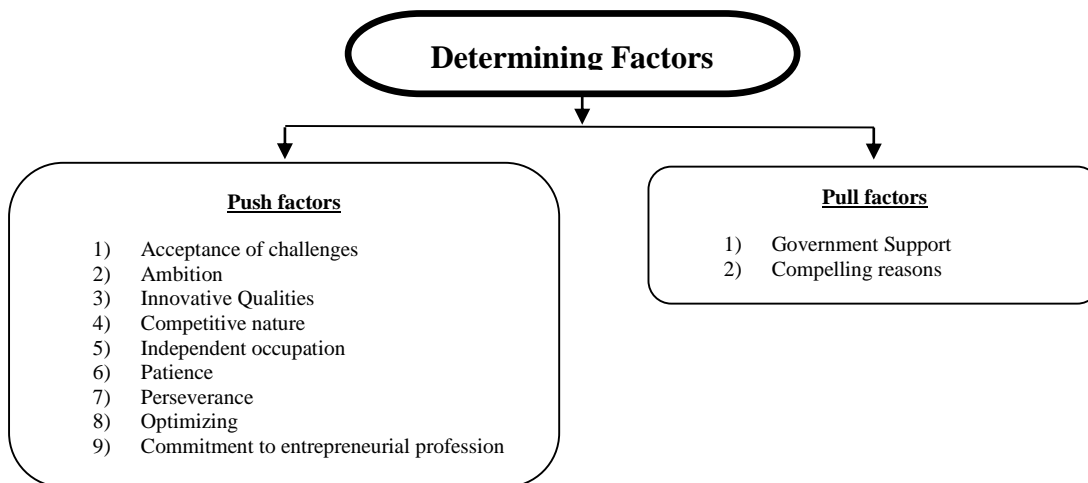 Determining Factors
Push factors
1) Acceptance of challenges
2) Ambition
3) Innovative Qualities
4) Competitive nature
5) Independent occupation
6) Patience
7) Perseverance
8) Optimizing
9) Commitment to entrepreneurial profession
Pull factors
1) Government Support
2) Compelling reasons